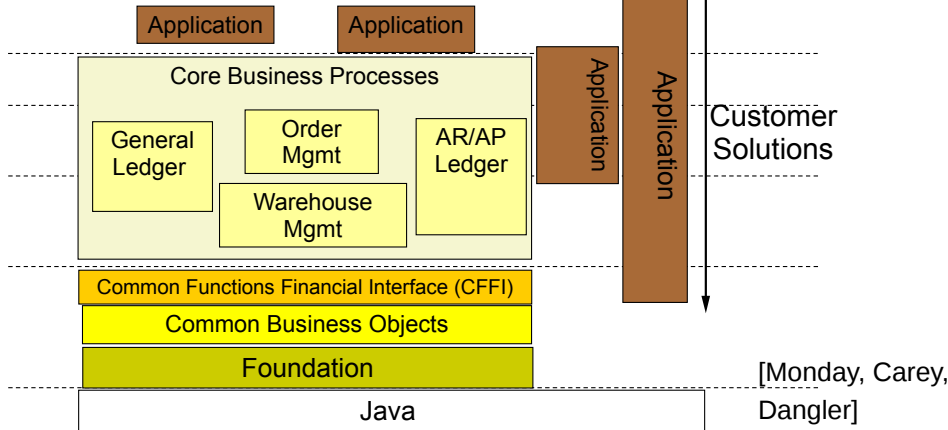 Application
Application
Core Business Processes
General
Ledger
Order
Mgmt
AR/AP
Ledger
Warehouse
Mgmt
Application
Application
Customer
Solutions
Common Functions Financial Interface (CFFI)
Common Business Objects
Foundation
Java
[Monday, Carey,
Dangler]